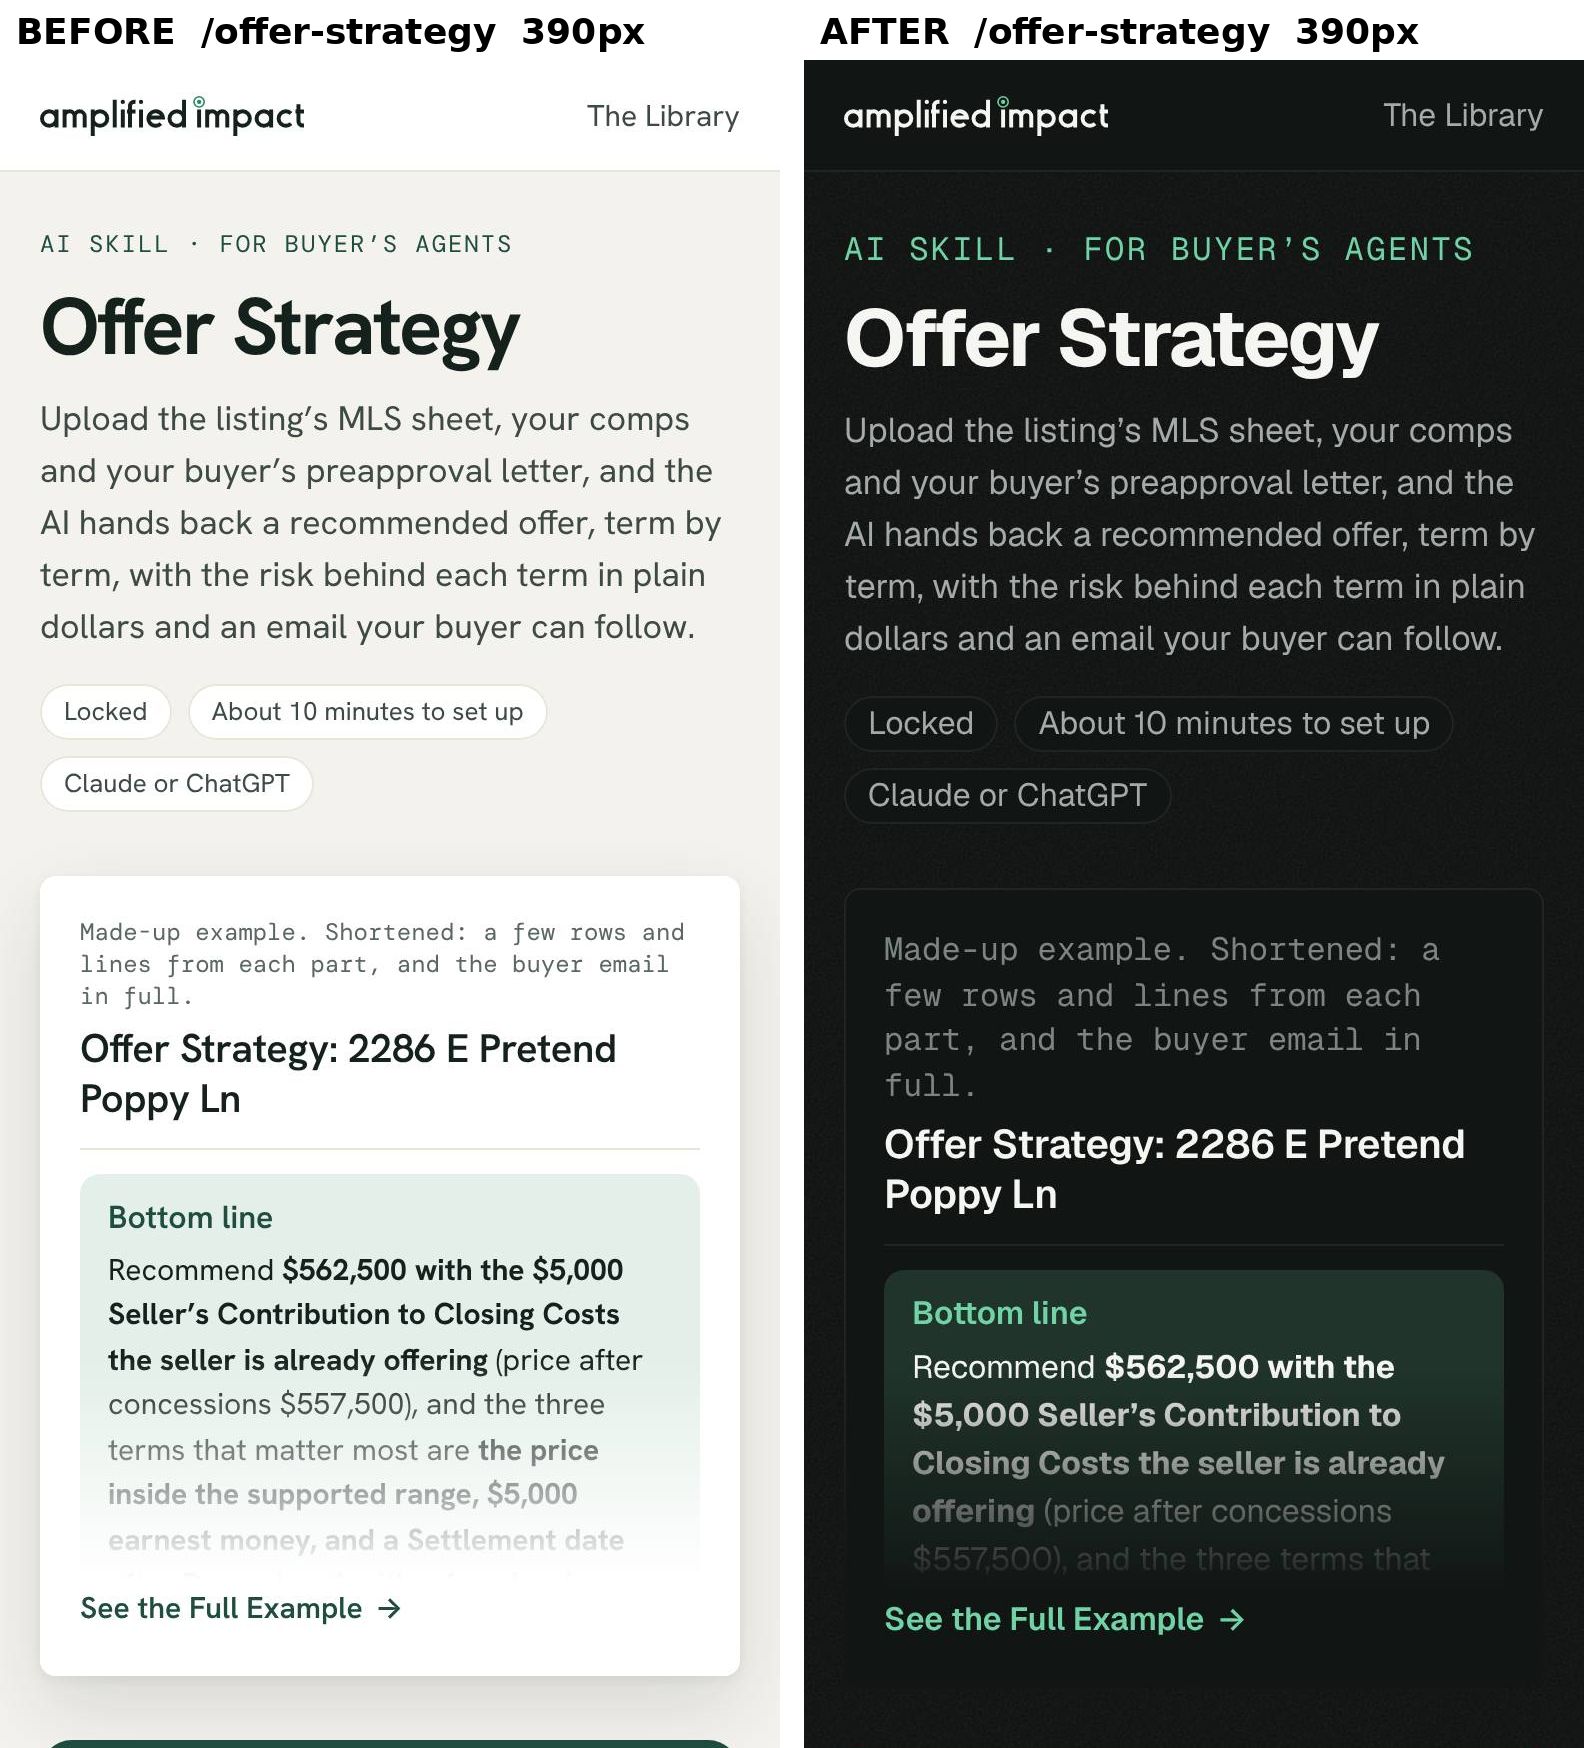 BEFORE /offer-strategy 390px
amplified impact
The Library
AI SKILL · FOR BUYER’S AGENTS
Offer Strategy
Upload the listing’s MLS sheet, your comps
and your buyer’s preapproval letter, and the
AI hands back a recommended offer, term by
term, with the risk behind each term in plain
dollars and an email your buyer can follow.
Locked
About 10 minutes to set up
Claude or ChatGPT
Made-up example. Shortened: a few rows and
lines from each part, and the buyer email
in full.
Offer Strategy: 2286 E Pretend
Poppy Ln
Bottom line
Recommend $562,500 with the $5,000
Seller’s Contribution to Closing Costs
the seller is already offering (price after
concessions $557,500), and the three
terms that matter most are the price
inside the supported range, $5,000
earnest money, and a Settlement date
See the Full Example →
AFTER /offer-strategy 390px
amplified impact
The Library
AI SKILL · FOR BUYER’S AGENTS
Offer Strategy
Upload the listing’s MLS sheet, your comps
and your buyer’s preapproval letter, and the
AI hands back a recommended offer, term by
term, with the risk behind each term in plain
dollars and an email your buyer can follow.
Locked
About 10 minutes to set up
Claude or ChatGPT
Made-up example. Shortened: a
few rows and lines from each
part, and the buyer email in
full.
Offer Strategy: 2286 E Pretend
Poppy Ln
Bottom line
Recommend $562,500 with the
$5,000 Seller’s Contribution to
Closing Costs the seller is already
offering (price after concessions
$557,500), and the three terms that
See the Full Example →